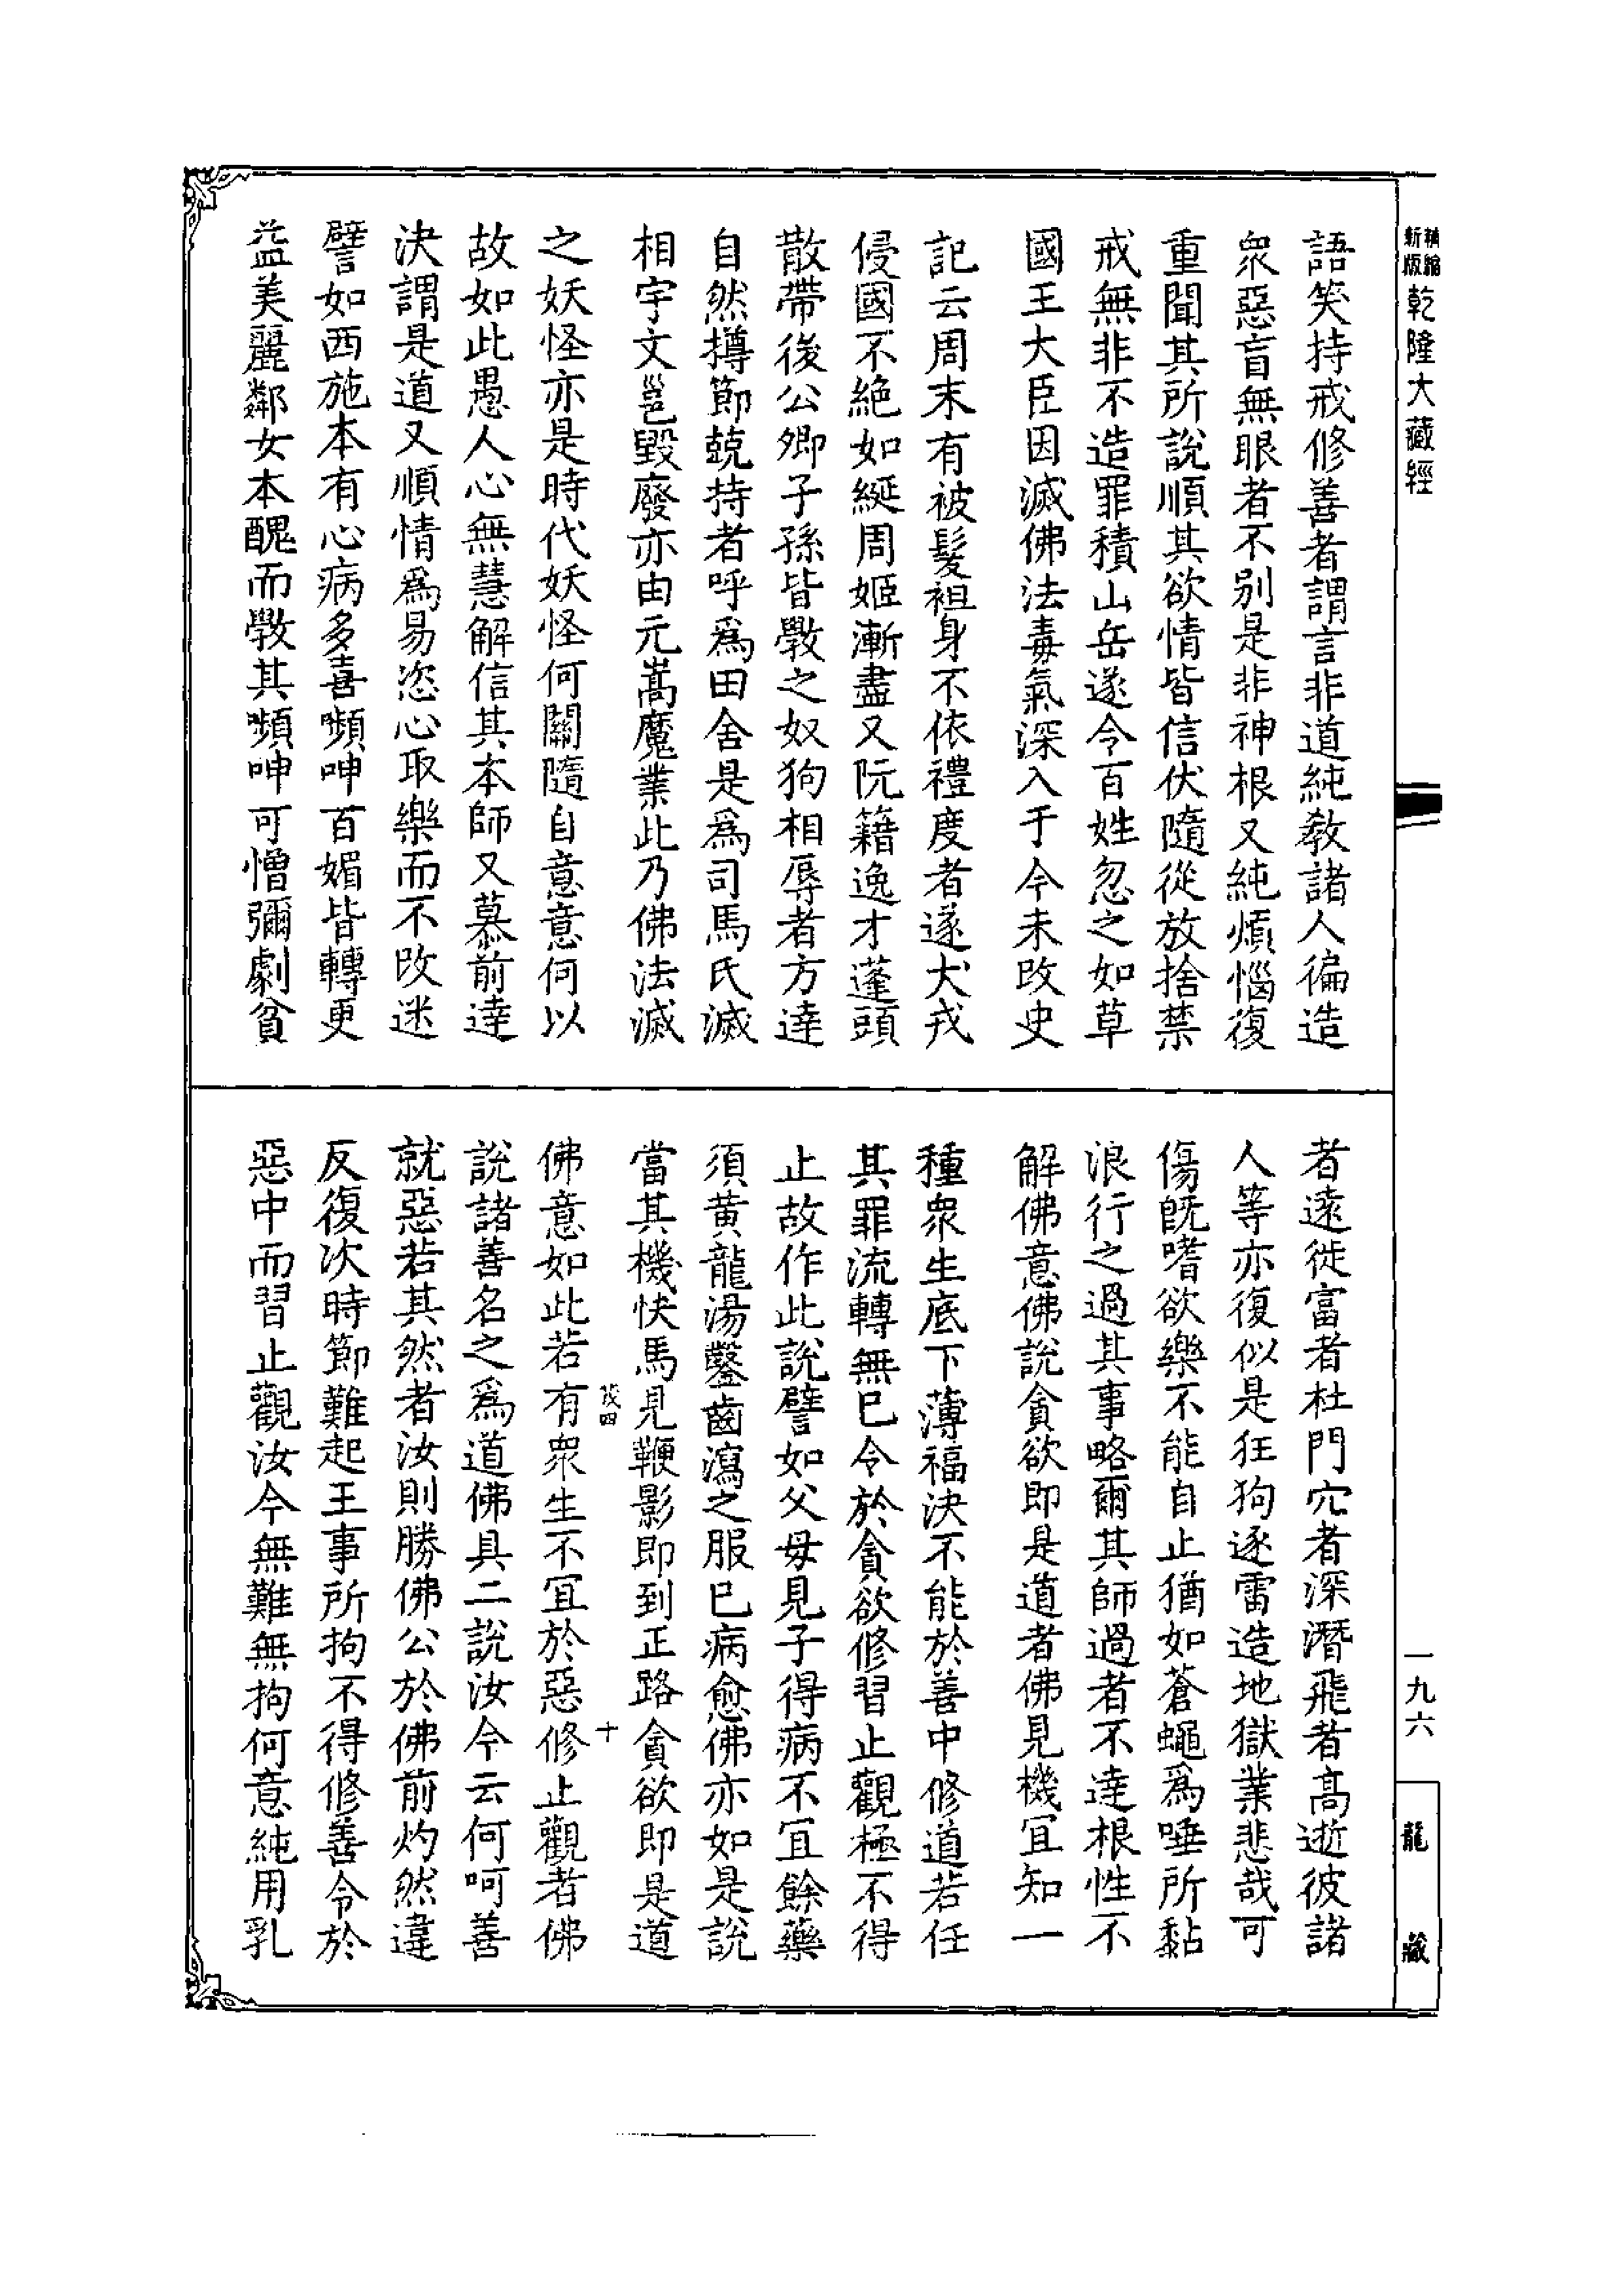 精縮新版乾隆大藏經
語笑持戒修善者謂言非道純教諸人徧造
衆惡盲無眼者不别是非神根又純煩惱復
重聞其所說順其欲情皆信伏隨從放捨禁
戒無非不造罪積山岳遂令百姓忽之如草
國王大臣因滅佛法毒氣深入于今未改史
記云周末有被髮袒身不依禮度者遂犬戎
侵國不絶如綖周姬漸盡又阮籍逸才蓬頭
散帶後公卿子孫皆斆之奴狗相辱者方達
自然撙節兢持者呼爲田舍是爲司馬氏滅
相宇文邕毀廢亦由元嵩魔業此乃佛法滅
之妖怪亦是時代妖怪何關隨自意意何以
故如此愚人心無慧解信其本師又慕前達
決謂是道又順情爲易恣心取樂而不改迷
譬如西施本有心病多喜嚬呻百媚皆轉更
益美麗鄰女本醜而斆其嚬呻可憎彌劇貧
者遠徙富者杜門穴者深潛飛者高逝彼諸
人等亦復似是狂狗逐雷造地獄業悲哉可
傷旣嗜欲樂不能自止猶如蒼蠅爲唾所黏
浪行之過其事略爾其師過者不達根性不
解佛意佛說貪欲即是道者佛見機宜知一
種衆生底下薄福決不能於善中修道若任
其罪流轉無已令於貪欲修習止觀極不得
止故作此說譬如父母見子得病不宜餘藥
須黄龍湯鑿齒瀉之服已病愈佛亦如是說
當其機快馬見鞭影即到正路貪欲即是道
茂四 十
佛意如此若有衆生不宜於惡修止觀者佛
說諸善名之爲道佛具二說汝今云何呵善
就惡若其然者汝則勝佛公於佛前灼然違
反復次時節難起王事所拘不得修善令於
惡中而習止觀汝今無難無拘何意純用乳
一九六
龍藏